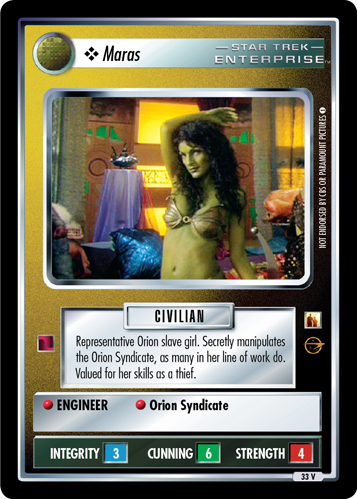 ❖ Maras
STAR TREK
ENTERPRISE™
NOT ENDORSED BY CBS OR PARAMOUNT PICTURES
CIVILIAN
Representative Orion slave girl. Secretly manipulates
the Orion Syndicate, as many in her line of work do.
Valued for her skills as a thief.
ENGINEER
Orion Syndicate
INTEGRITY 3 CUNNING 6 STRENGTH 4
33 V